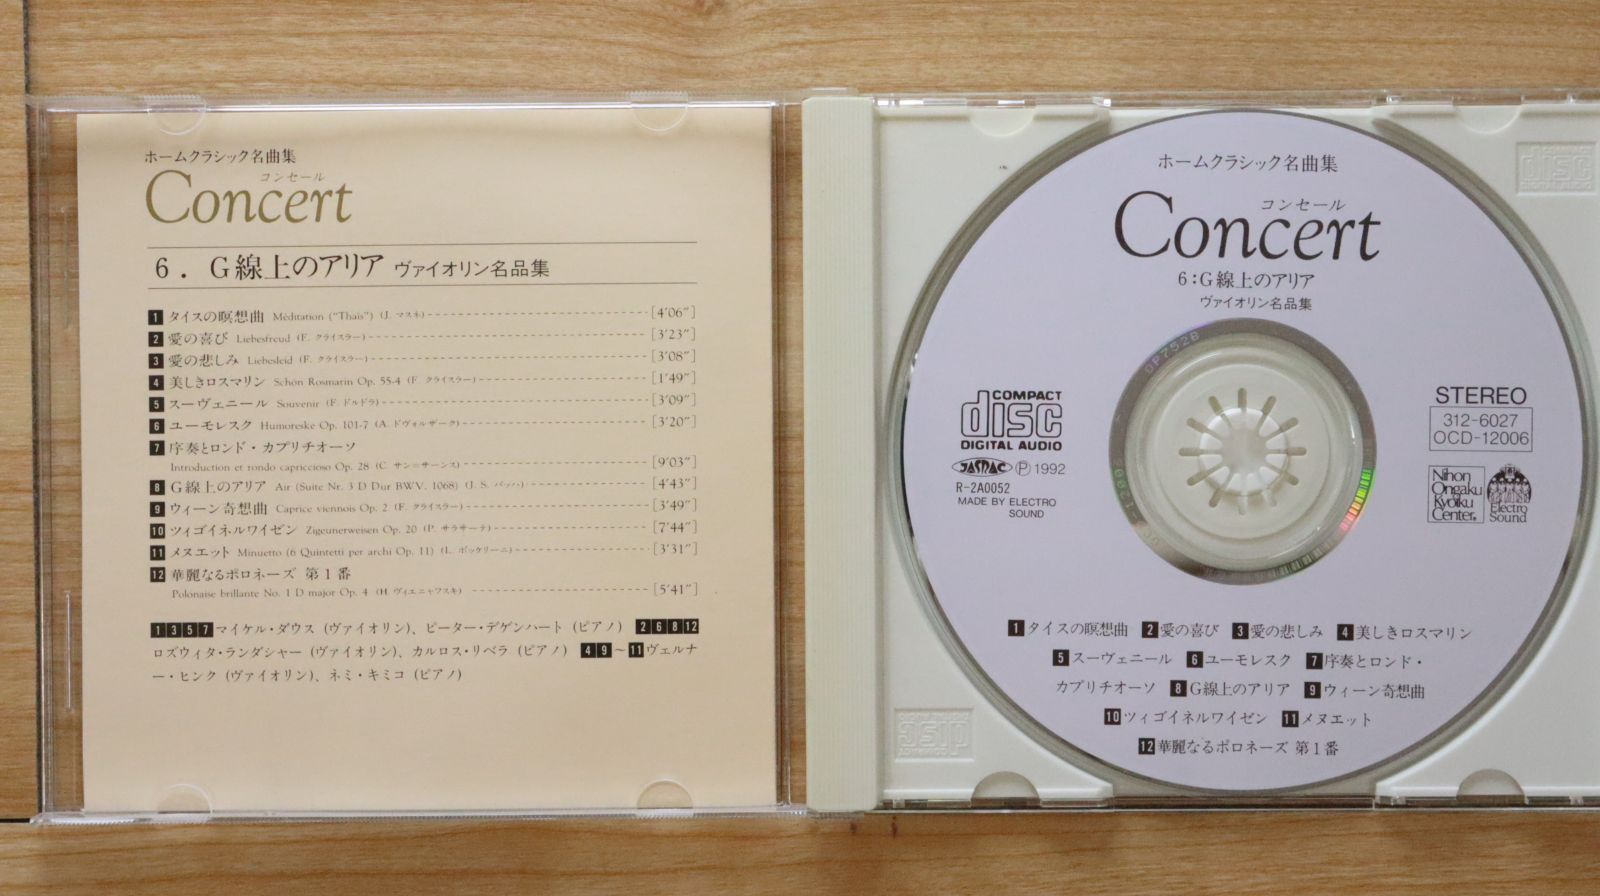 ホームクラシック名曲集
コンセール
Concert
6．G線上のアリア ヴァイオリン名品集
1 タイスの瞑想曲 Méditation ("Thaïs") (J. マスネ) [4′06″]
2 愛の喜び Liebesfreud (F. クライスラー) [3′23″]
3 愛の悲しみ Liebesleid (F. クライスラー) [3′08″]
4 美しきロスマリン Schön Rosmarin Op. 55-4 (F. クライスラー) [1′49″]
5 スーヴェニール Souvenir (F. ドルドラ) [3′09″]
6 ユーモレスク Humoreske Op. 101-7 (A. ドヴォルザーク) [3′20″]
7 序奏とロンド・カプリチオーソ
Introduction et rondo capriccioso Op. 28 (C. サン=サーンス) [9′03″]
8 G線上のアリア Air (Suite Nr. 3 D Dur BWV. 1068) (J. S. バッハ) [4′43″]
9 ウィーン奇想曲 Caprice viennois Op. 2 (F. クライスラー) [3′49″]
10 ツィゴイネルワイゼン Zigeunerweisen Op. 20 (P. サラサーテ) [7′44″]
11 メヌエット Minuetto (6 Quintetti per archi Op. 11) (L. ボッケリーニ) [3′31″]
12 華麗なるポロネーズ 第1番
Polonaise brillante No. 1 D major Op. 4 (H. ヴィエニャフスキ) [5′41″]
1 3 5 7 マイケル・ダウス (ヴァイオリン)、ピーター・デゲンハート (ピアノ) 2 6 8 12
ロズウィタ・ランダシャー (ヴァイオリン)、カルロス・リベラ (ピアノ) 4 9〜11 ヴェルナ
ー・ヒンク (ヴァイオリン)、ネミ・キミコ (ピアノ)
ホームクラシック名曲集
コンセール
Concert
6：G線上のアリア
ヴァイオリン名品集
DP752B
COMPACT
disc
DIGITAL AUDIO
JASRAC Ⓟ 1992
R-2A0052
MADE BY ELECTRO
SOUND
STEREO
312-6027
OCD-12006
Nihon
Ongaku
Kyoiku
Center.
Electro
Sound
1 タイスの瞑想曲 2 愛の喜び 3 愛の悲しみ 4 美しきロスマリン
5 スーヴェニール 6 ユーモレスク 7 序奏とロンド・
カプリチオーソ 8 G線上のアリア 9 ウィーン奇想曲
10 ツィゴイネルワイゼン 11 メヌエット
12 華麗なるポロネーズ 第1番
disc
DIGITAL AUDIO
COMPACT
disc
DIGITAL AUDIO